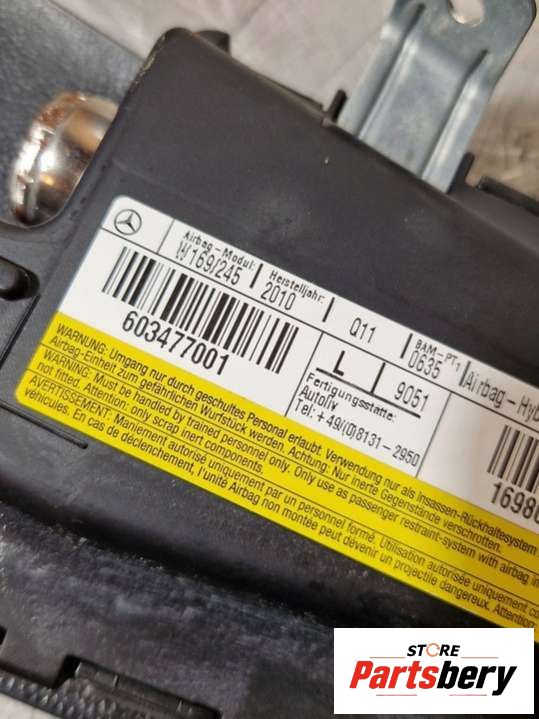 Airbag-Modul: Herstelljahr: BAM-PT1 Airbag-Hyb
W169/245 2010 Q11 0635
603477001
L 9051
Fertigungsstätte:
Autoliv
Tel: +49/(0)8131-2950
1698
WARNUNG: Umgang nur durch geschultes Personal erlaubt. Verwendung nur als Insassen-Rückhaltesystem
Airbag-Einheit zum gefährlichen Wurfstück werden. Achtung: Nur inerte Gegenstände verschrotten.
WARNING: Must be handled by trained personnel only. Only use as passenger restraint-system with airbag
not fitted. Attention: only scrap inert components.
AVERTISSEMENT: Maniement autorisé uniquement par un personnel formé. Utilisation autorisée uniquement
En cas de déclenchement, l'unité Airbag non montée peut devenir un projectile dangereux. Attention:
STORE
Partsbery